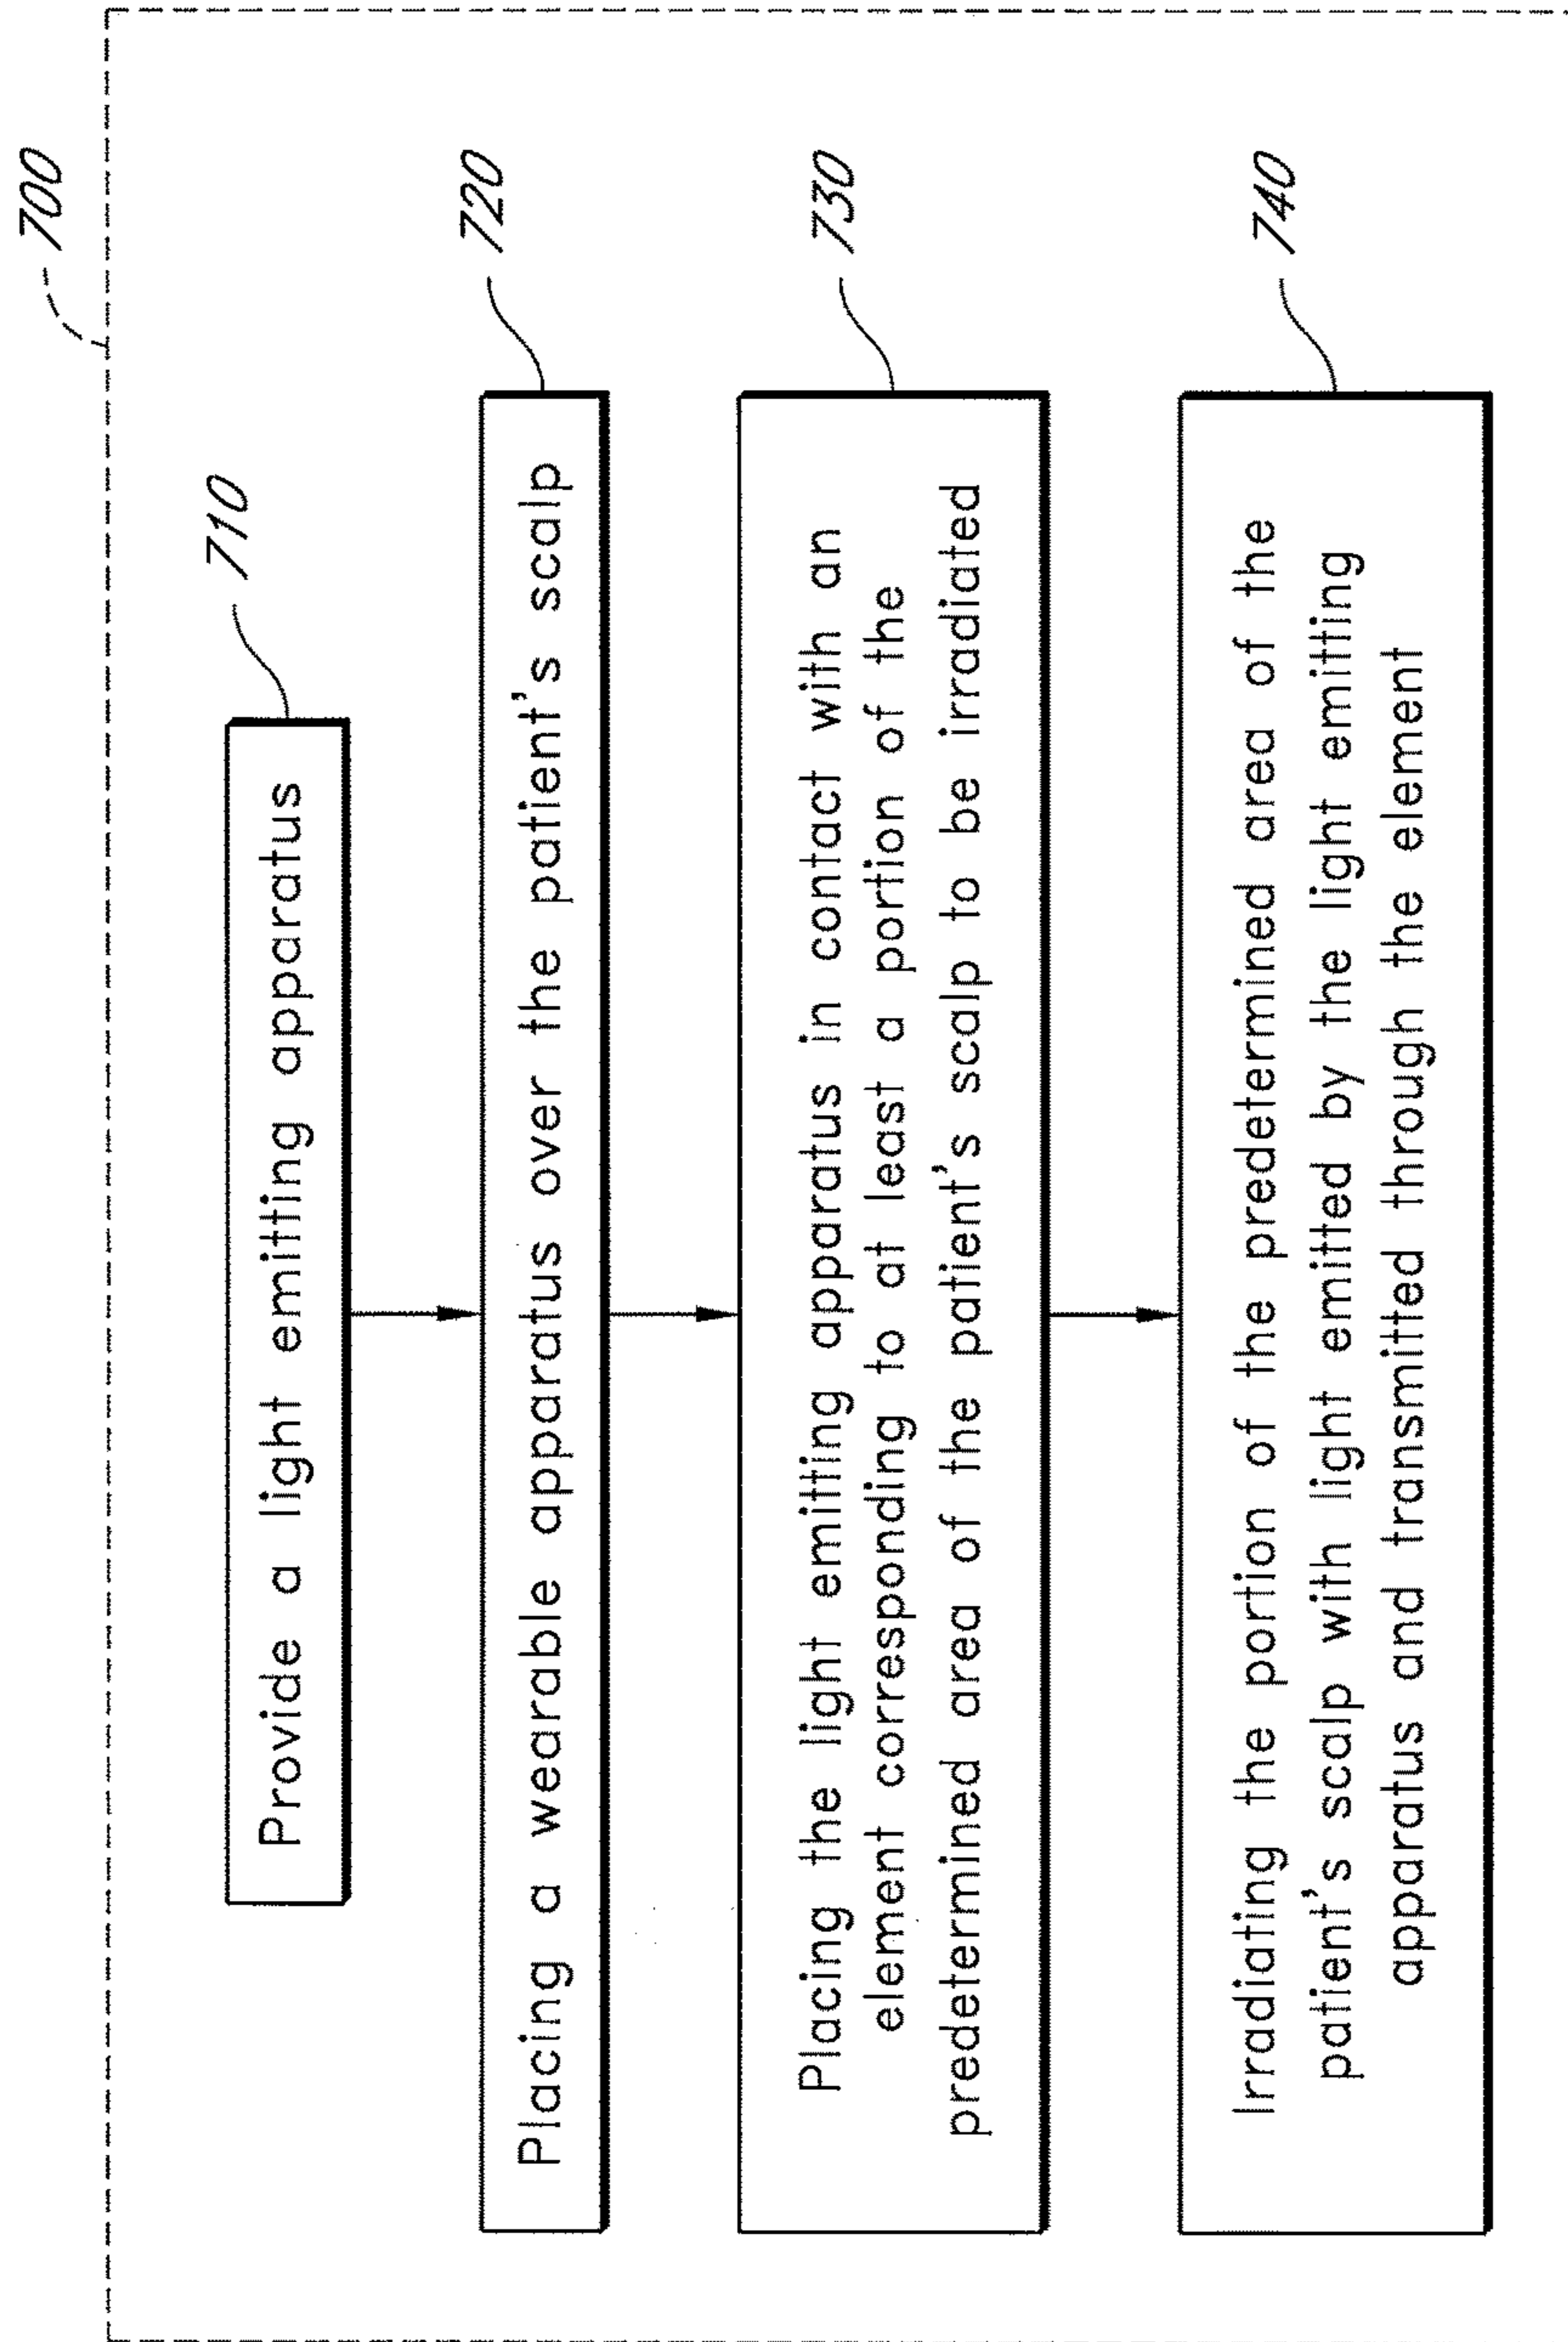 700
710
Provide a light emitting apparatus
720
Placing a wearable apparatus over the patient's scalp
730
Placing the light emitting apparatus in contact with an
element corresponding to at least a portion of the
predetermined area of the patient's scalp to be irradiated
740
Irradiating the portion of the predetermined area of the
patient's scalp with light emitted by the light emitting
apparatus and transmitted through the element